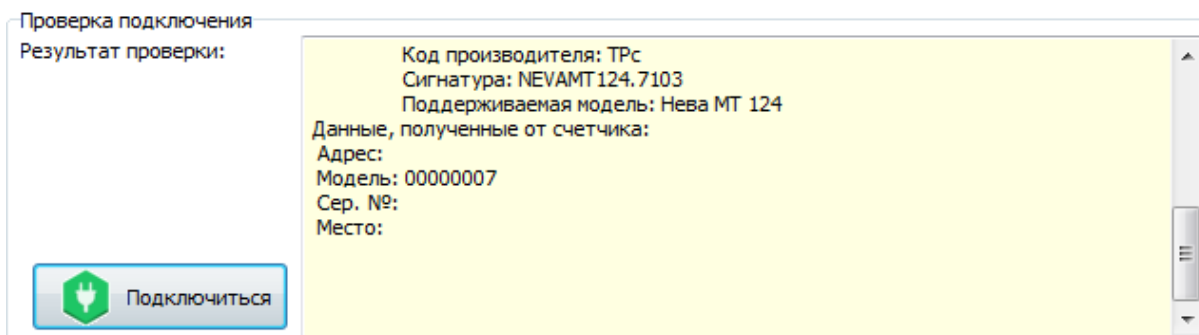 Проверка подключения
Результат проверки:
Код производителя: TPc
Сигнатура: NEVAMT124.7103
Поддерживаемая модель: Нева МТ 124
Данные, полученные от счетчика:
Адрес:
Модель: 00000007
Сер. №:
Место:
Подключиться